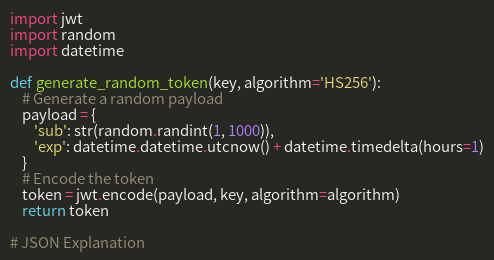 import jwt
import random
import datetime

def generate_random_token(key, algorithm='HS256'):
    # Generate a random payload
    payload = {
        'sub': str(random.randint(1, 1000)),
        'exp': datetime.datetime.utcnow() + datetime.timedelta(hours=1)
    }
    # Encode the token
    token = jwt.encode(payload, key, algorithm=algorithm)
    return token

# JSON Explanation